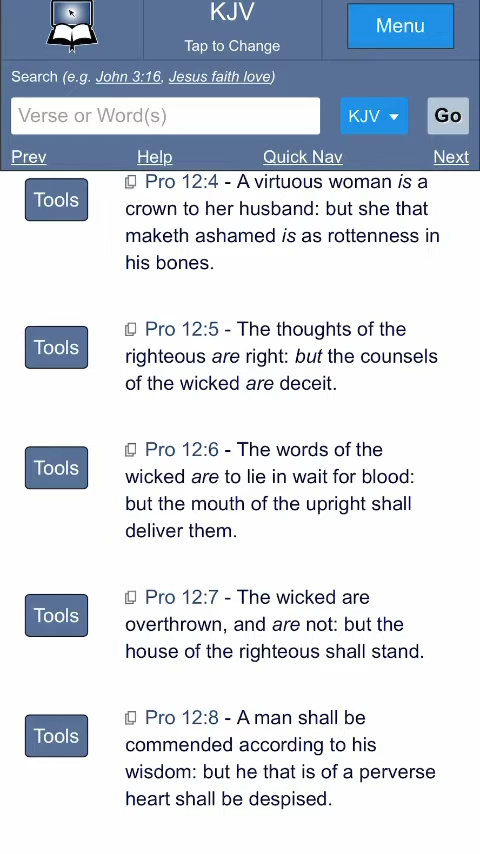 KJV
Tap to Change
Menu
Search (e.g. John 3:16, Jesus faith love)
Verse or Word(s)
KJV
Go
Prev
Help
Quick Nav
Next
Tools
Pro 12:4 - A virtuous woman is a
crown to her husband: but she that
maketh ashamed is as rottenness in
his bones.
Tools
Pro 12:5 - The thoughts of the
righteous are right: but the counsels
of the wicked are deceit.
Tools
Pro 12:6 - The words of the
wicked are to lie in wait for blood:
but the mouth of the upright shall
deliver them.
Tools
Pro 12:7 - The wicked are
overthrown, and are not: but the
house of the righteous shall stand.
Tools
Pro 12:8 - A man shall be
commended according to his
wisdom: but he that is of a perverse
heart shall be despised.